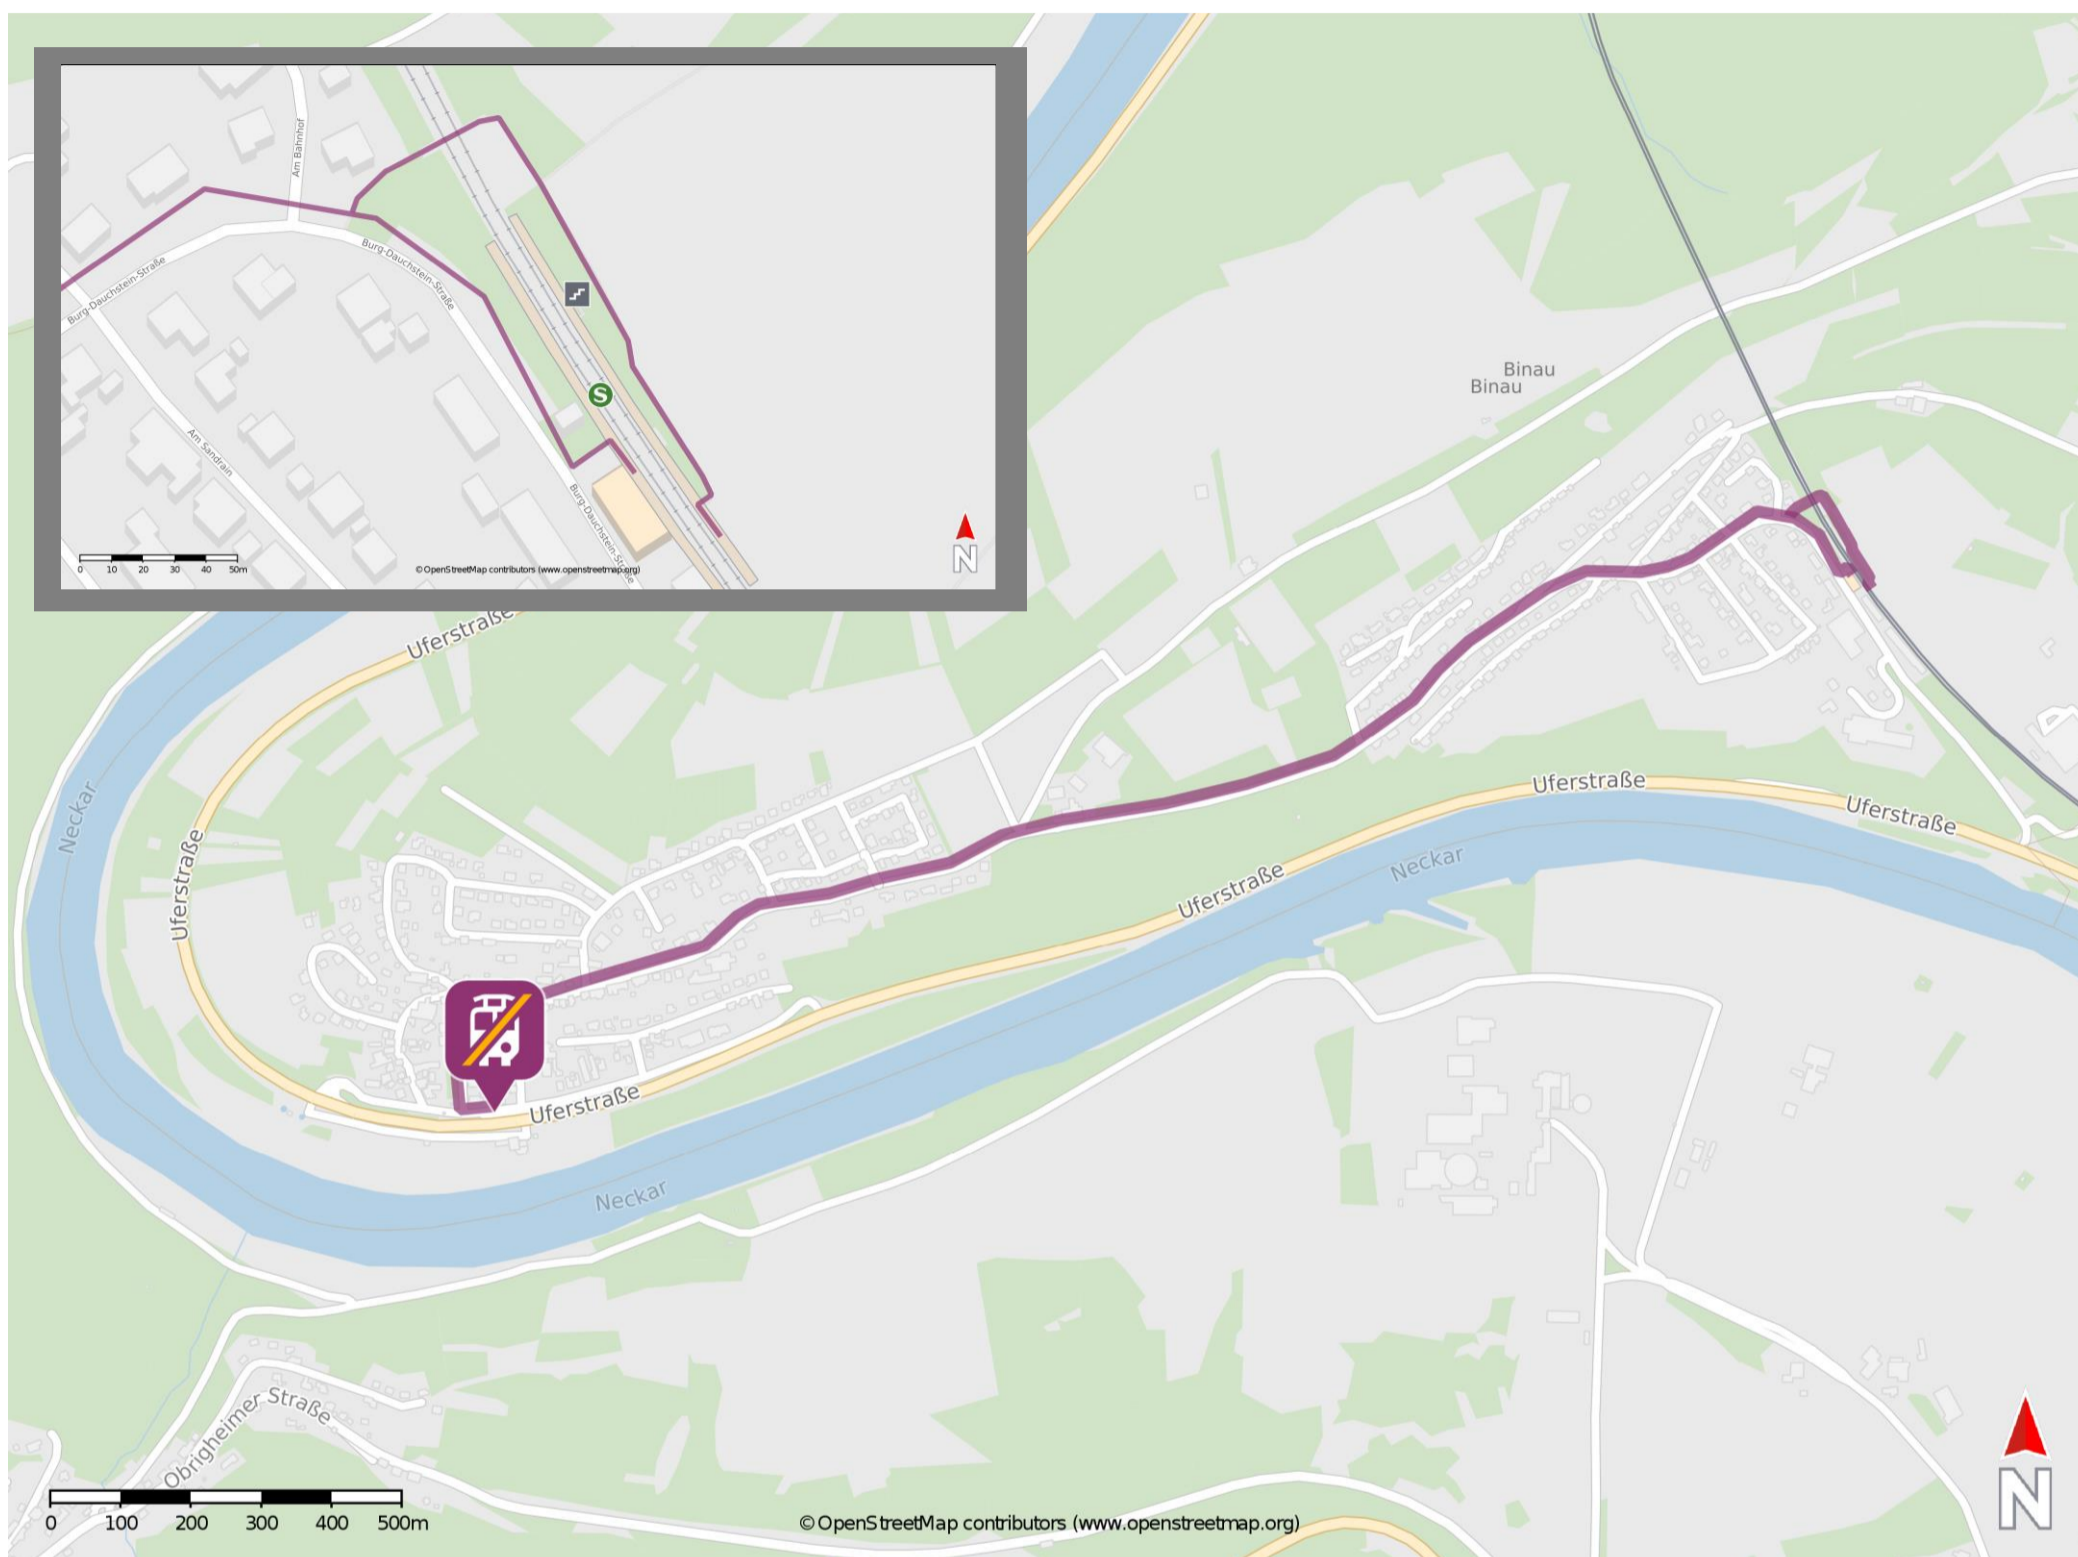 Am Bahnhof
Burg-Dauchstein-Straße
Burg-Dauchstein-Straße
S
Am Sandrain
Burg-Dauchstein-Straße
0 10 20 30 40 50m
© OpenStreetMap contributors (www.openstreetmap.org)
N
Binau
Binau
Uferstraße
Neckar
Uferstraße
Uferstraße
Uferstraße
Neckar
Uferstraße
Uferstraße
Neckar
Obrigheimer Straße
0 100 200 300 400 500m
© OpenStreetMap contributors (www.openstreetmap.org)
N